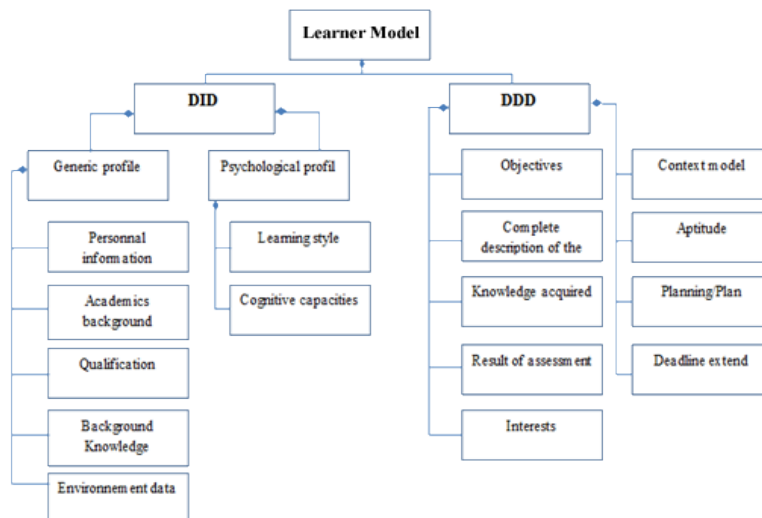 Learner Model
DID
DDD
Generic profile
Psychological profil
Personnal
information
Academics
background
Qualification
Background
Knowledge
Environnement data
Learning style
Cognitive capacities
Objectives
Complete
description of the
Knowledge acquired
Result of assessment
Interests
Context model
Aptitude
Planning/Plan
Deadline extend